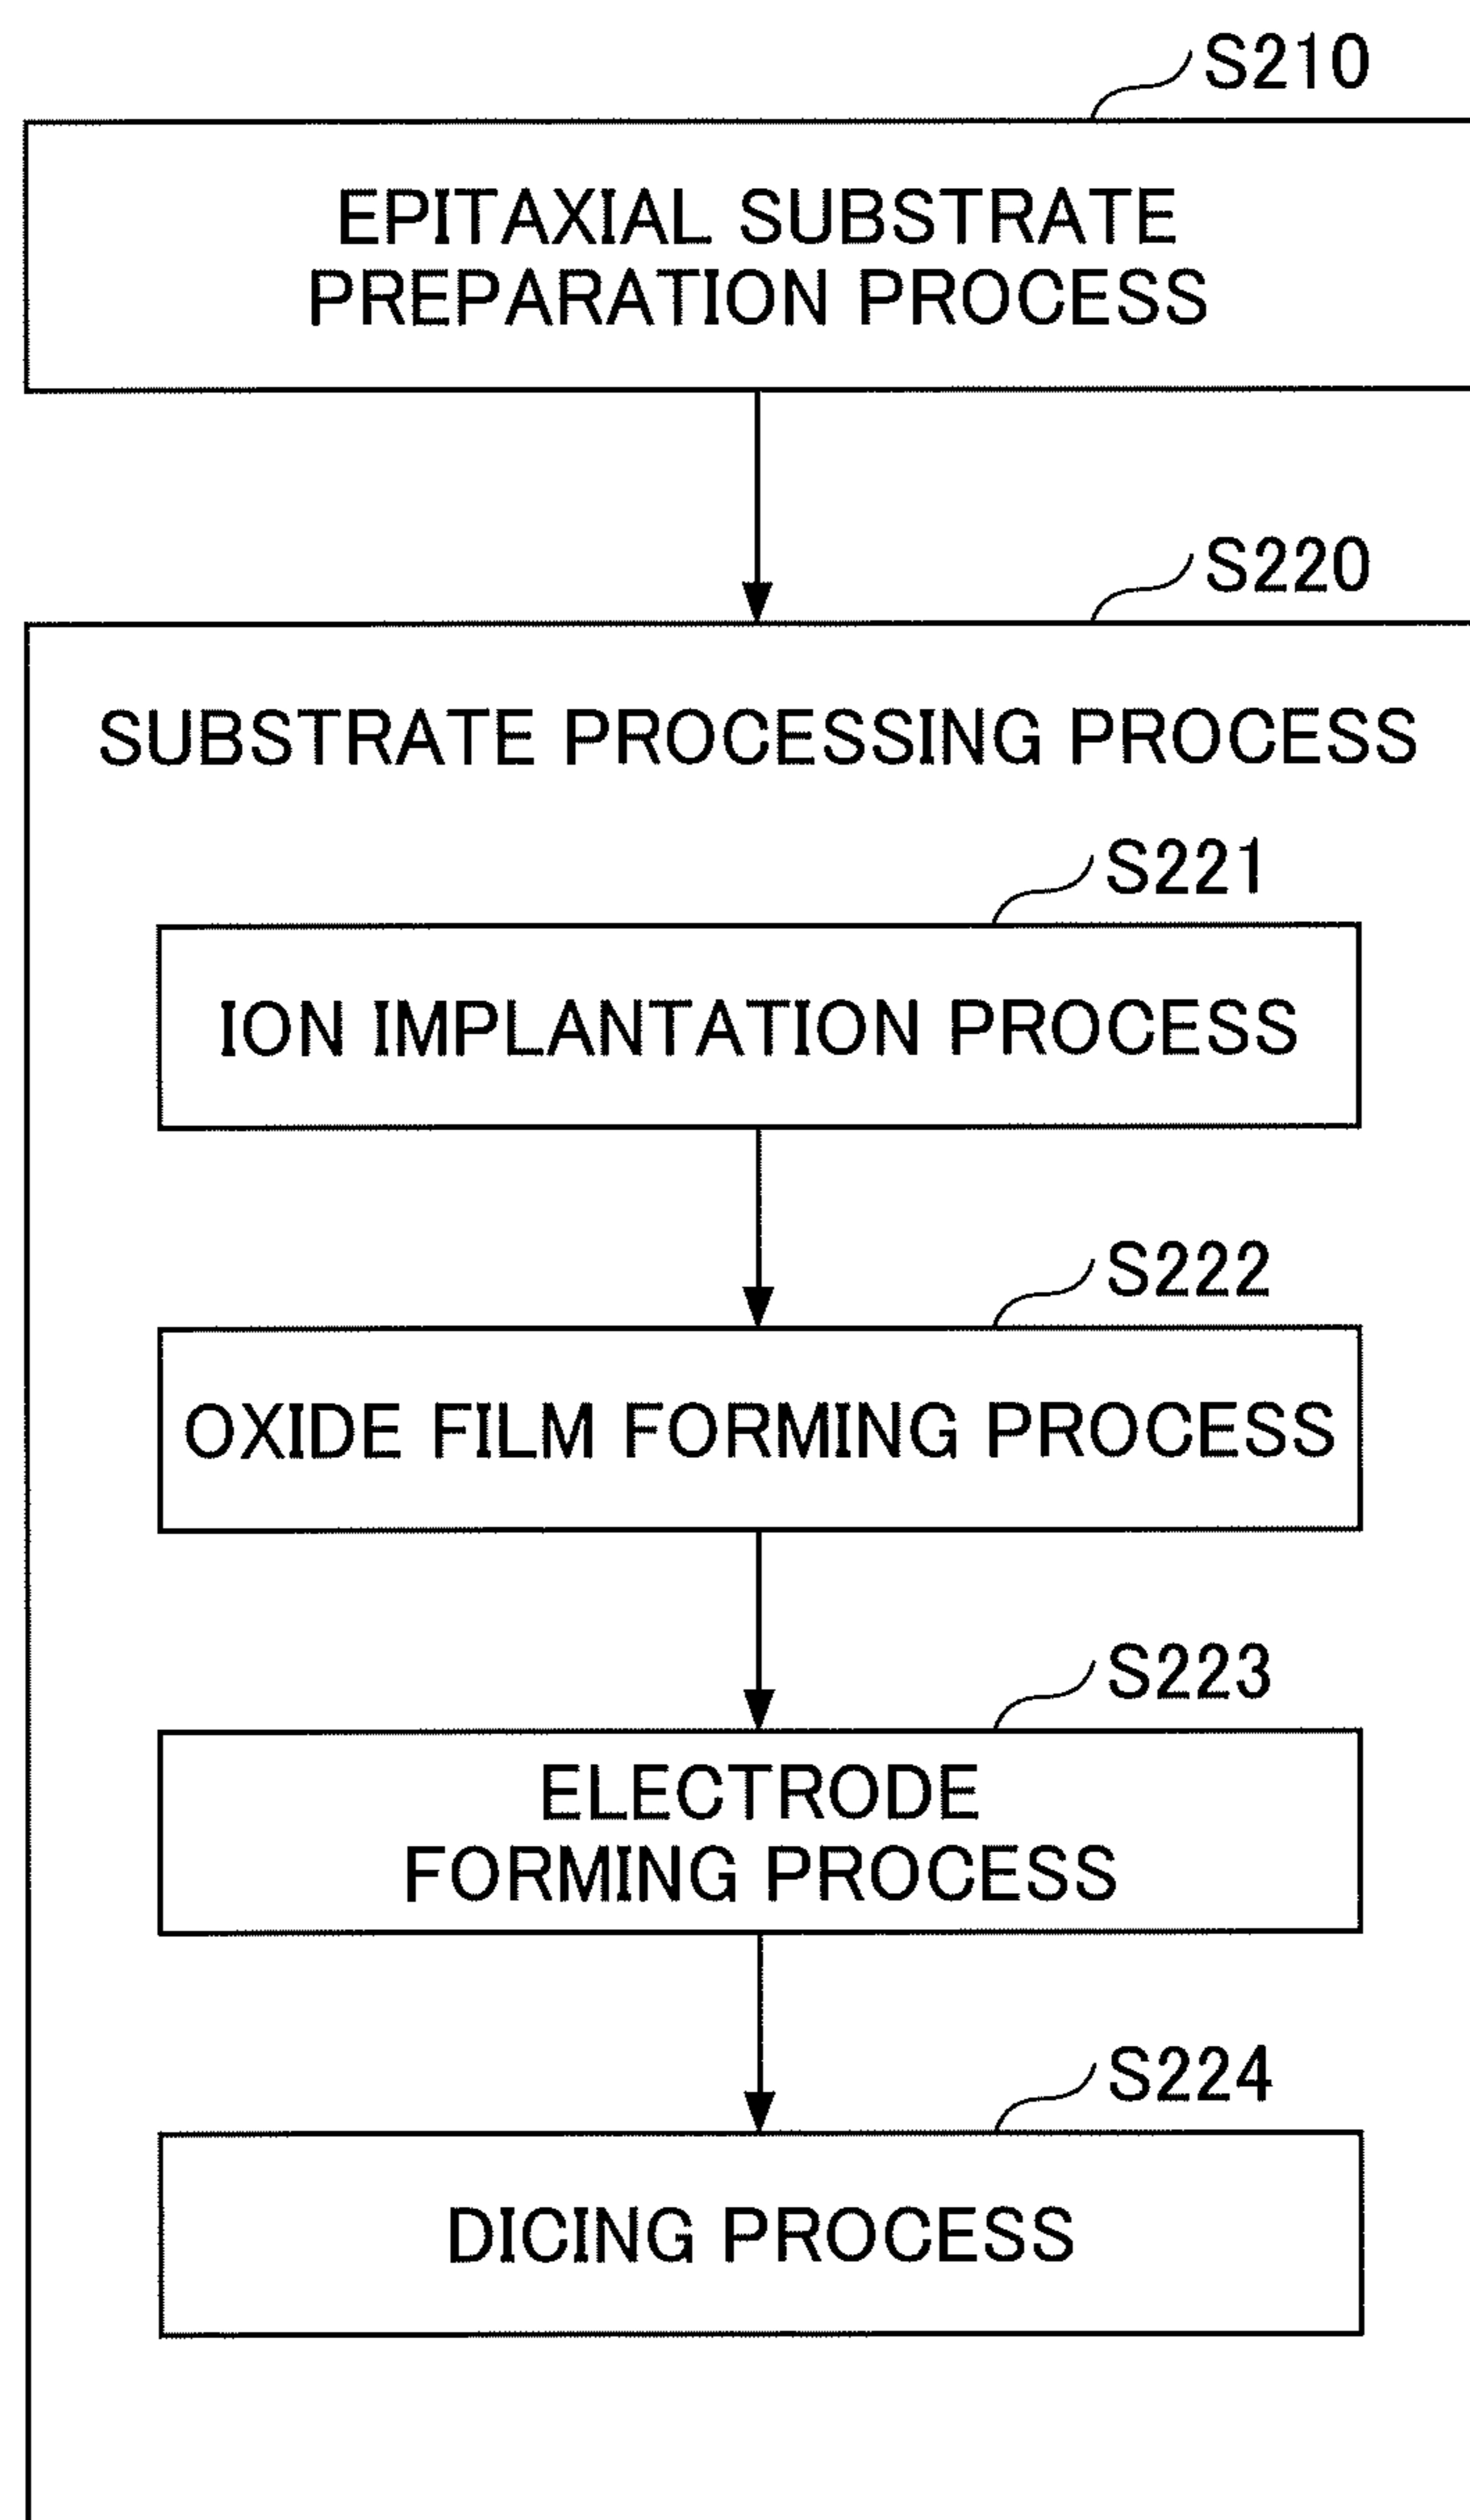 S210
EPITAXIAL SUBSTRATE
PREPARATION PROCESS
S220
SUBSTRATE PROCESSING PROCESS
S221
ION IMPLANTATION PROCESS
S222
OXIDE FILM FORMING PROCESS
S223
ELECTRODE
FORMING PROCESS
S224
DICING PROCESS